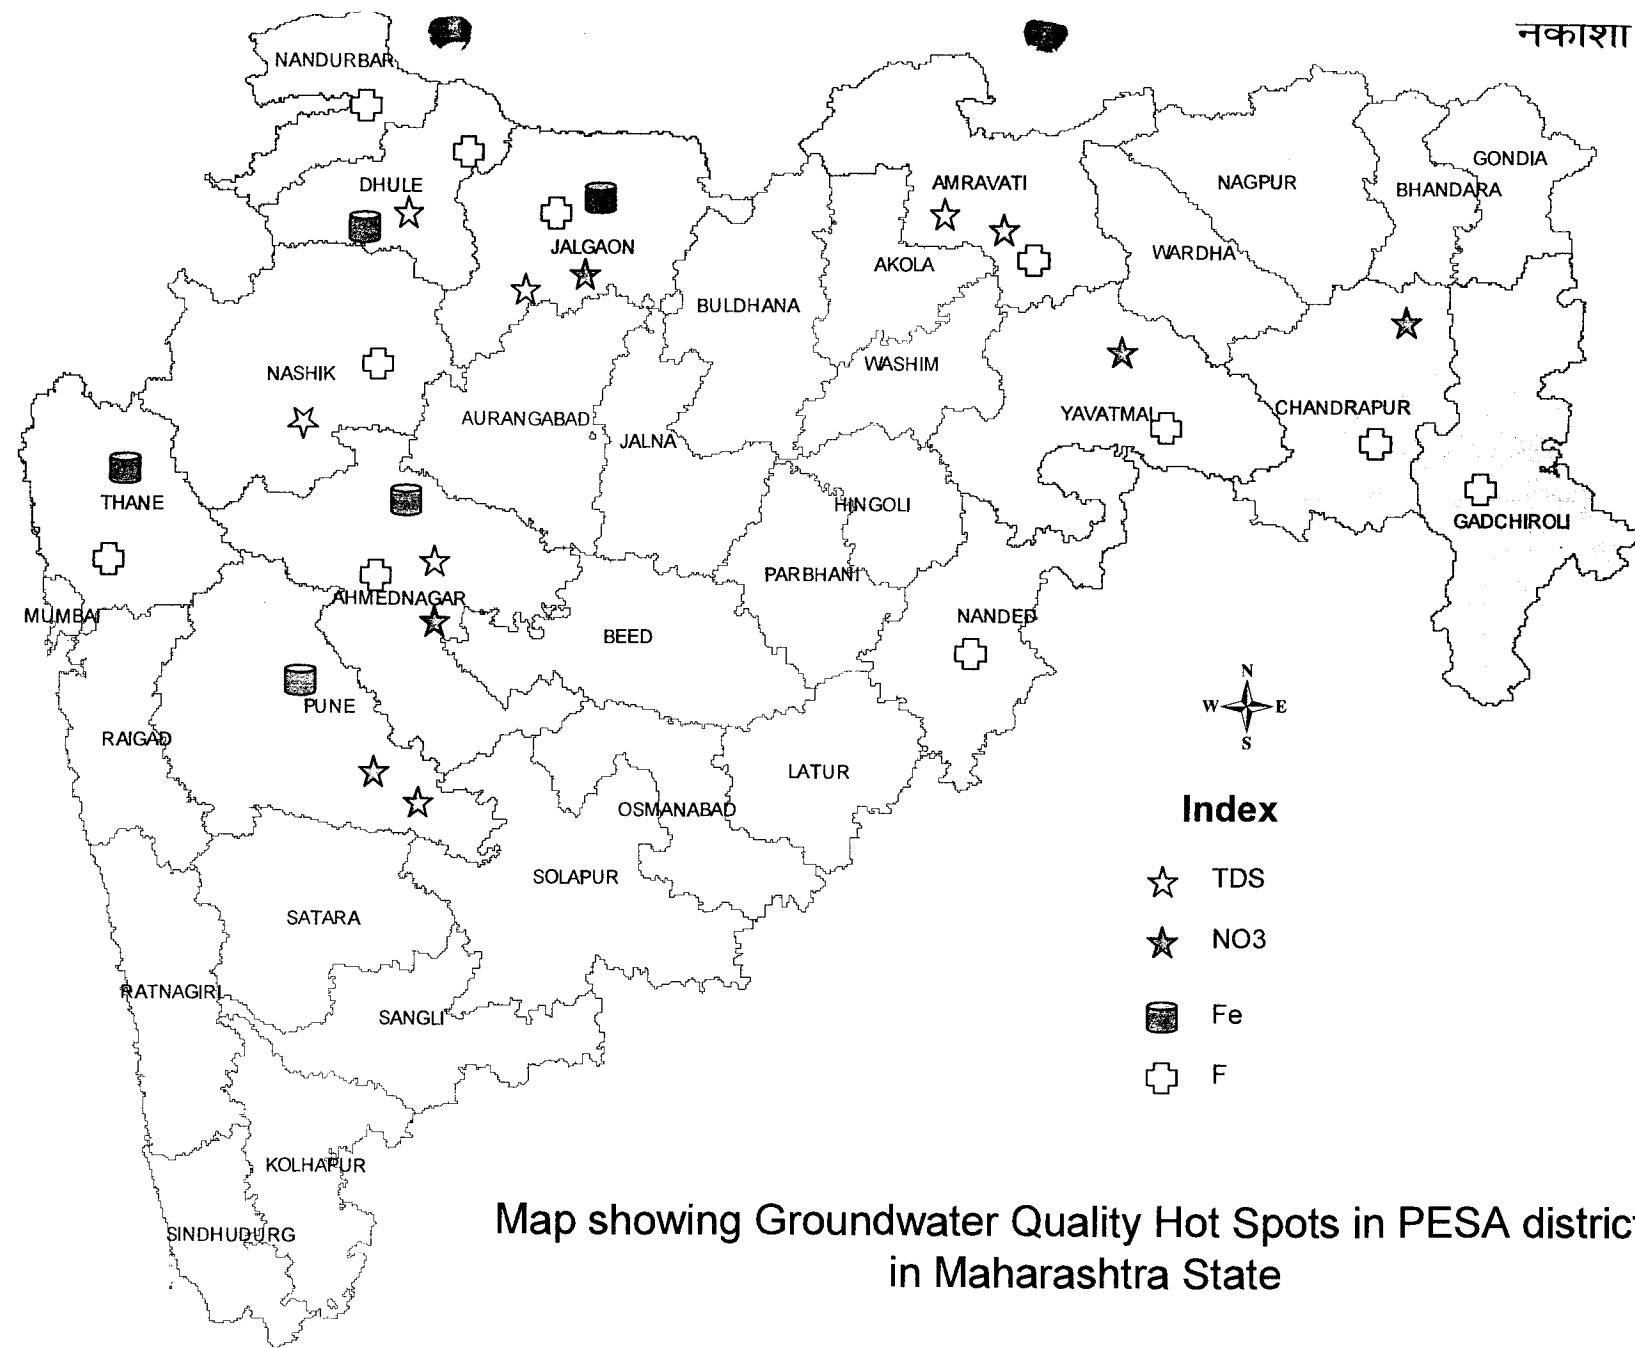 नकाशा
NANDURBAR
DHULE
JALGAON
AMRAVATI
NAGPUR
BHANDARA
GONDIA
WARDHA
AKOLA
BULDHANA
WASHIM
NASHIK
AURANGABAD
JALNA
YAVATMAL
CHANDRAPUR
GADCHIROLI
THANE
HINGOLI
PARBHANI
AHMEDNAGAR
MUMBAI
BEED
NANDED
PUNE
RAIGAD
LATUR
OSMANABAD
SOLAPUR
SATARA
RATNAGIRI
SANGLI
KOLHAPUR
SINDHUDURG
N
W E
S
Index
TDS
NO3
Fe
F
Map showing Groundwater Quality Hot Spots in PESA distric
in Maharashtra State